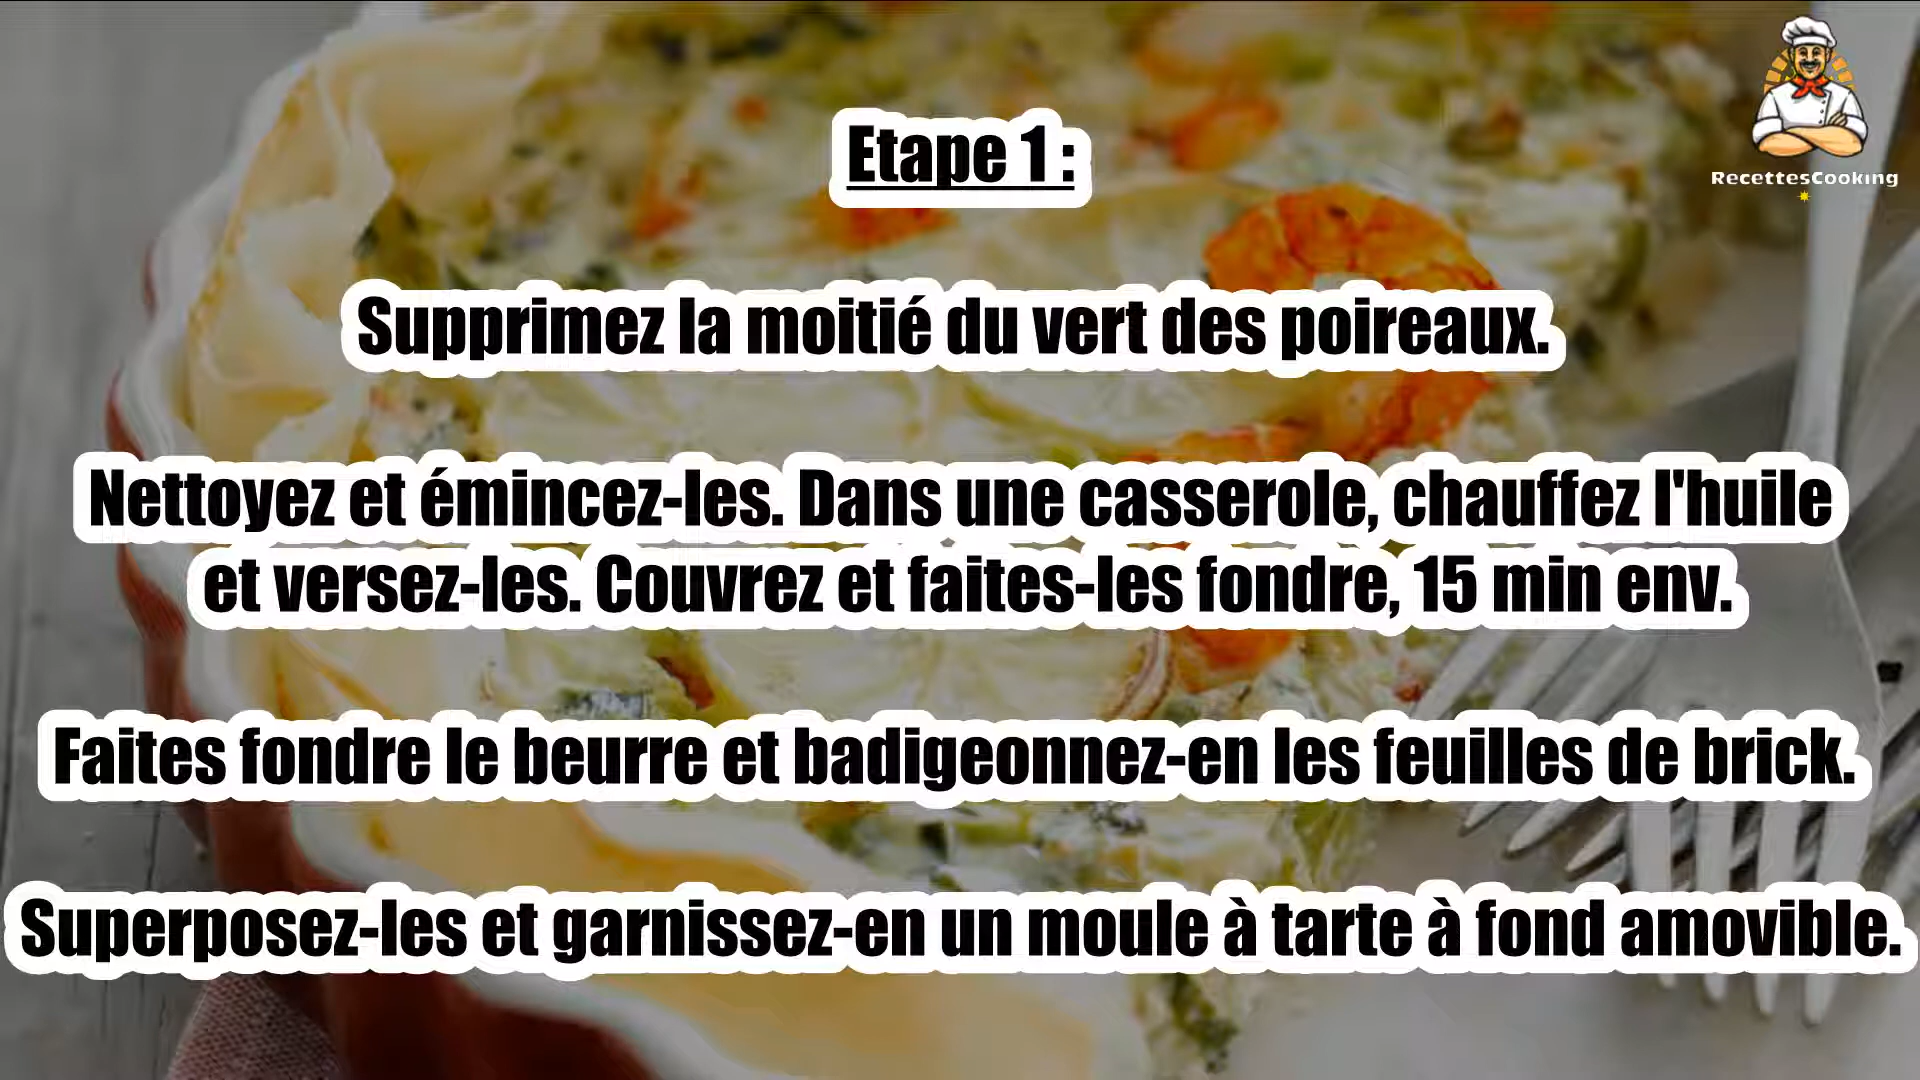 RecettesCooking
Etape 1 :
Supprimez la moitié du vert des poireaux.
Nettoyez et émincez-les. Dans une casserole, chauffez l'huile
et versez-les. Couvrez et faites-les fondre, 15 min env.
Faites fondre le beurre et badigeonnez-en les feuilles de brick.
Superposez-les et garnissez-en un moule à tarte à fond amovible.